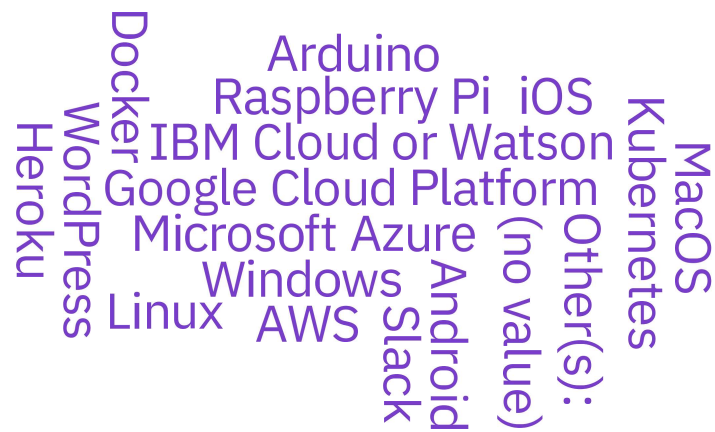 Docker
Arduino
Raspberry Pi
iOS
IBM Cloud or Watson
Google Cloud Platform
Microsoft Azure
Windows
Linux
AWS
Heroku
WordPress
Slack
Android
(no value)
Other(s):
Kubernetes
MacOS